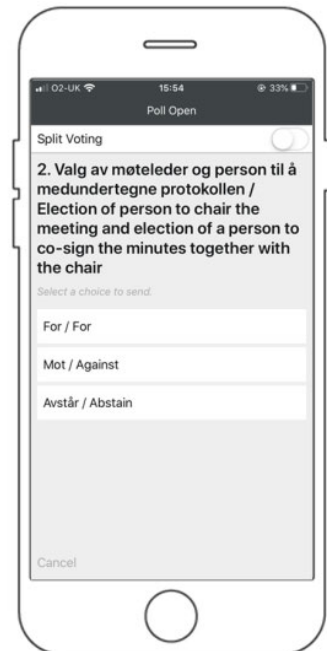 O2-UK 15:54 33%
Poll Open
Split Voting
2. Valg av møteleder og person til å
medundertegne protokollen /
Election of person to chair the
meeting and election of a person to
co-sign the minutes together with
the chair
Select a choice to send.
For / For
Mot / Against
Avstår / Abstain
Cancel